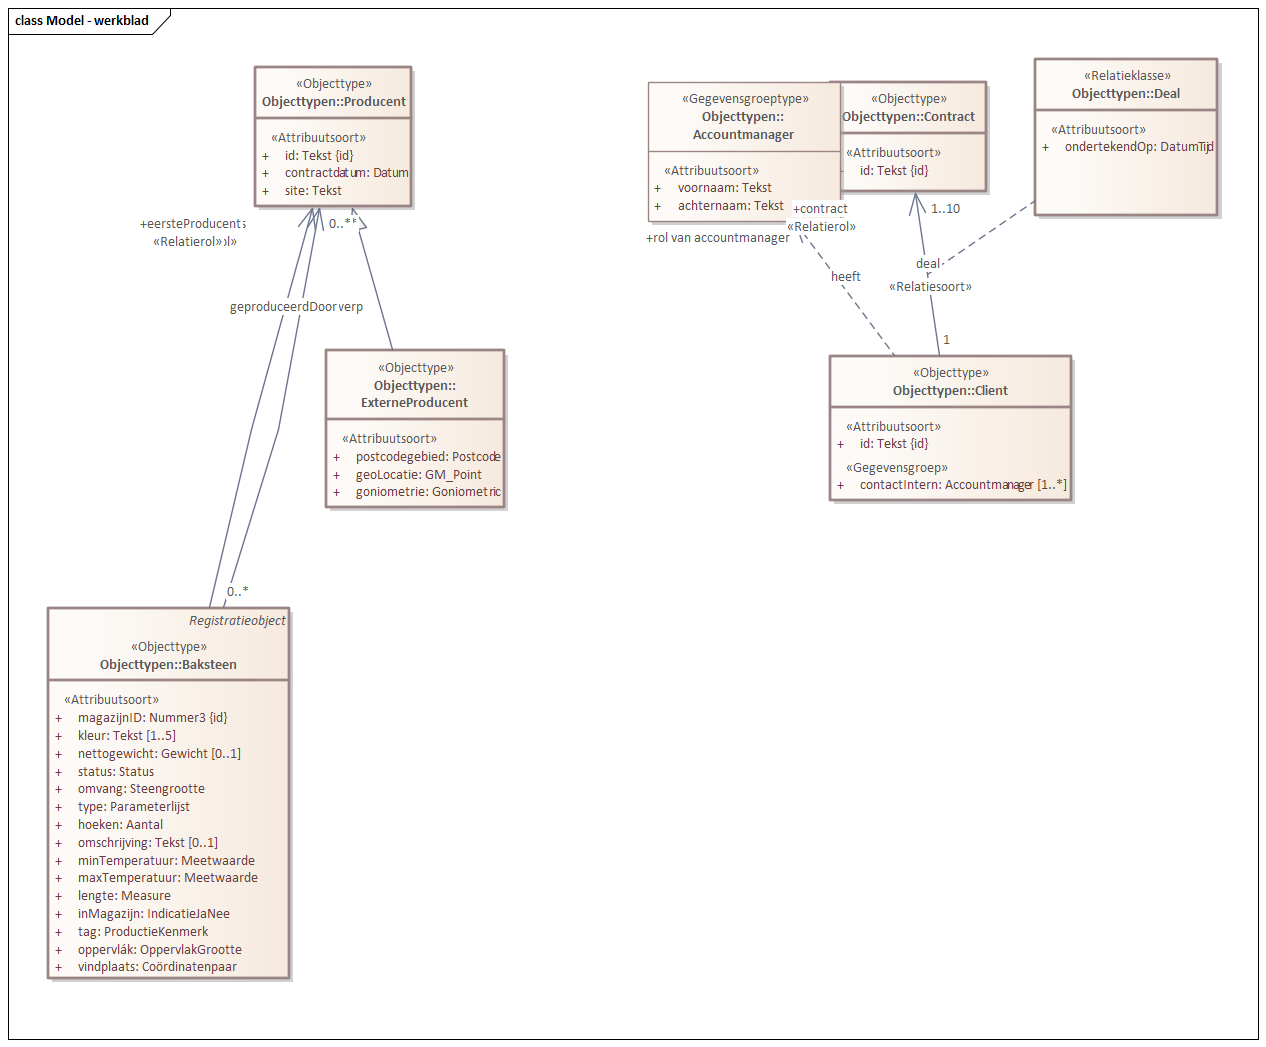 class Model - werkblad
«Objecttype»
Objecttypen::Producent
«Attribuutsoort»
+ id: Tekst {id}
+ contractdatum: Datum
+ site: Tekst
«Gegevensgroeptype»
Objecttypen::
Accountmanager
«Attribuutsoort»
+ voornaam: Tekst
+ achternaam: Tekst
«Objecttype»
Objecttypen::Contract
«Attribuutsoort»
id: Tekst {id}
«Relatieklasse»
Objecttypen::Deal
«Attribuutsoort»
+ ondertekendOp: DatumTijd
+eersteProducent
«Relatierol»
0..*
geproduceerdDoor
+rol van accountmanager
+contract
«Relatierol»
1..10
heeft
deal
«Relatiesoort»
1
«Objecttype»
Objecttypen::
ExterneProducent
«Attribuutsoort»
+ postcodegebied: Postcode
+ geoLocatie: GM_Point
+ goniometrie: Goniometric
«Objecttype»
Objecttypen::Client
«Attribuutsoort»
+ id: Tekst {id}
«Gegevensgroep»
+ contactIntern: Accountmanager [1..*]
0..*
Registratieobject
«Objecttype»
Objecttypen::Baksteen
«Attribuutsoort»
+ magazijnID: Nummer3 {id}
+ kleur: Tekst [1..5]
+ nettogewicht: Gewicht [0..1]
+ status: Status
+ omvang: Steengrootte
+ type: Parameterlijst
+ hoeken: Aantal
+ omschrijving: Tekst [0..1]
+ minTemperatuur: Meetwaarde
+ maxTemperatuur: Meetwaarde
+ lengte: Measure
+ inMagazijn: IndicatieJaNee
+ tag: ProductieKenmerk
+ oppervlák: OppervlakGrootte
+ vindplaats: Coördinatenpaar